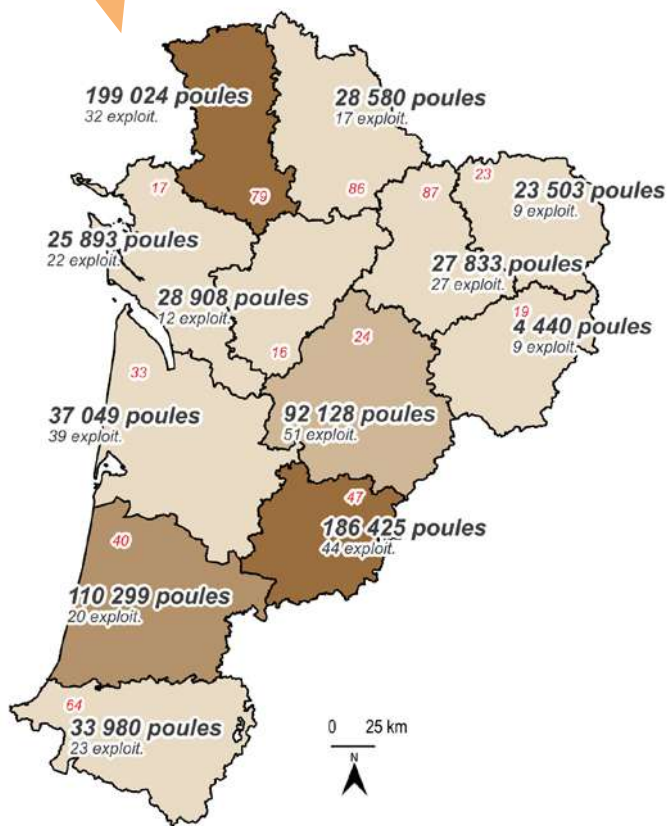 199 024 poules
32 exploit.
28 580 poules
17 exploit.
17
79
86
87
23
23 503 poules
9 exploit.
25 893 poules
22 exploit.
27 833 poules
27 exploit.
28 908 poules
12 exploit.
16
24
19
4 440 poules
9 exploit.
33
37 049 poules
39 exploit.
92 128 poules
51 exploit.
47
186 425 poules
44 exploit.
40
110 299 poules
20 exploit.
64
33 980 poules
23 exploit.
0 25 km
N